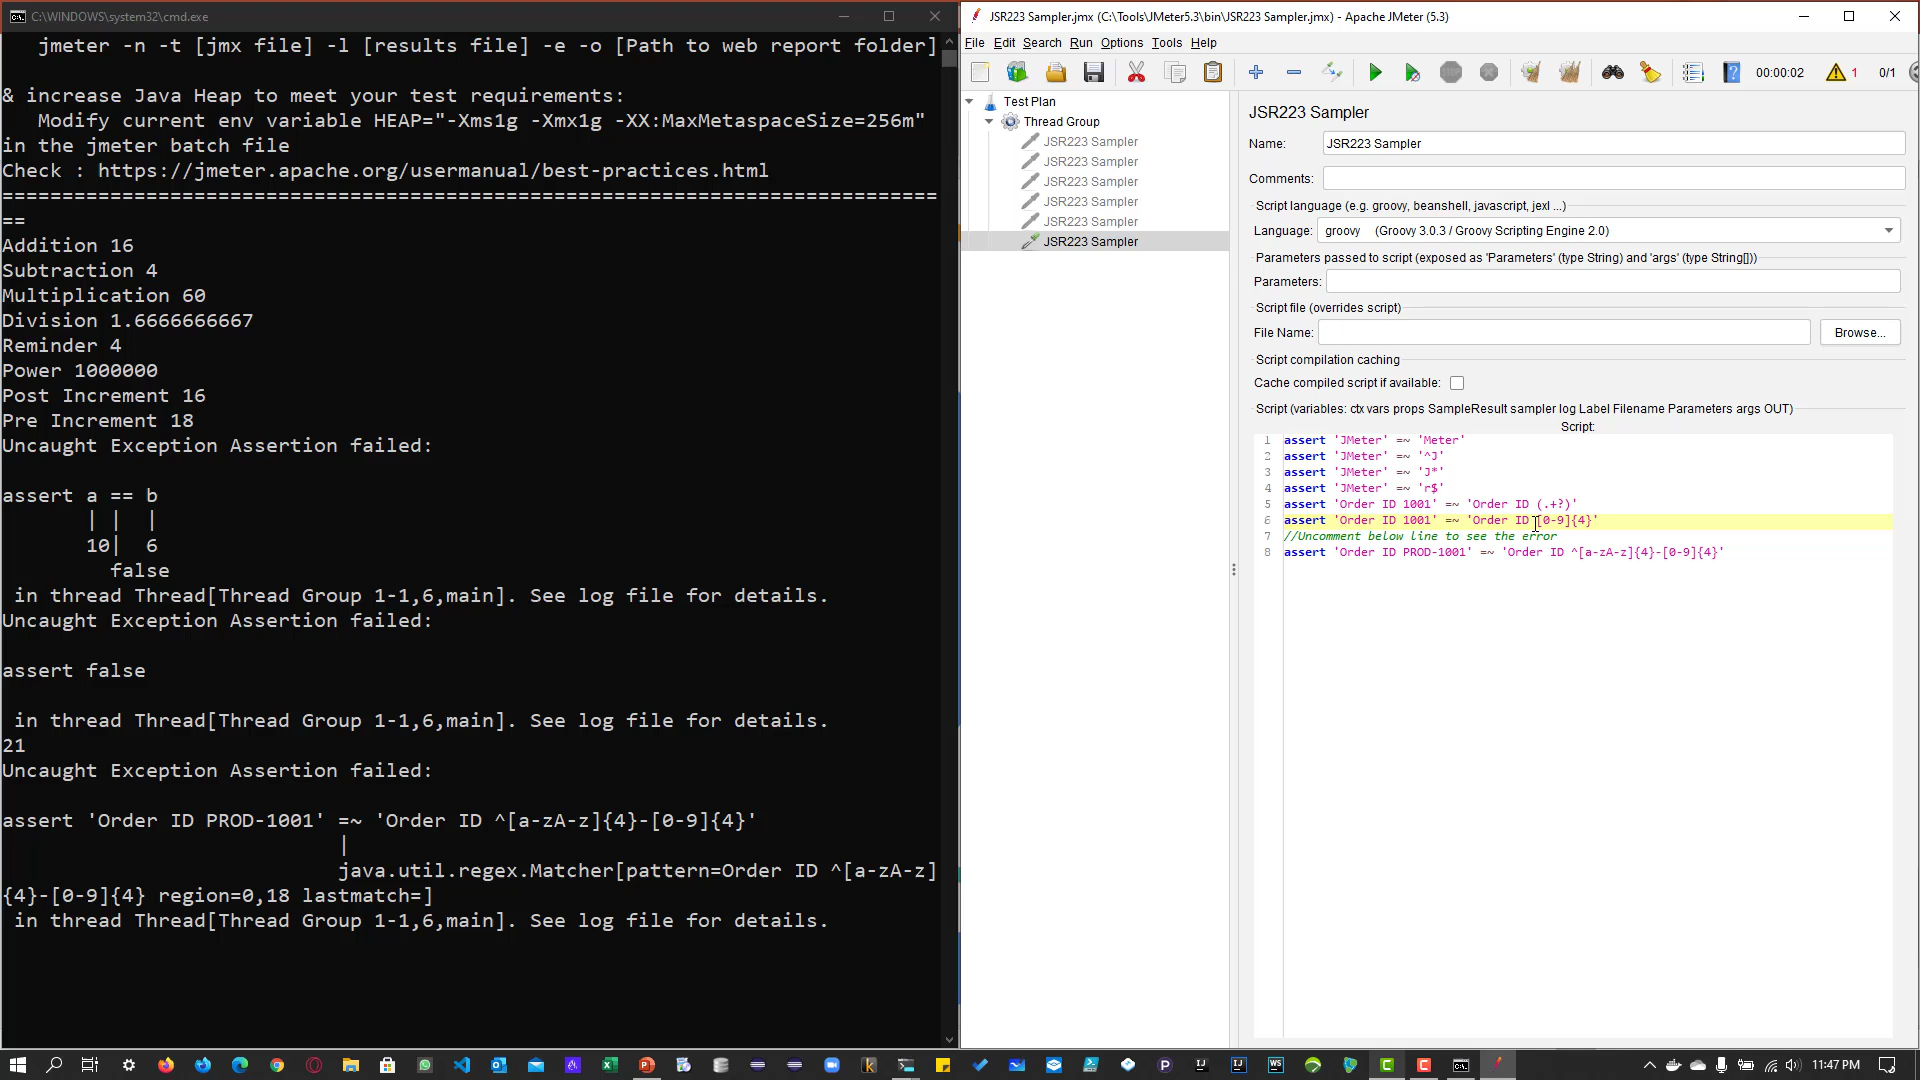 C:\WINDOWS\system32\cmd.exe
jmeter -n -t [jmx file] -l [results file] -e -o [Path to web report folder]
& increase Java Heap to meet your test requirements:
Modify current env variable HEAP="-Xms1g -Xmx1g -XX:MaxMetaspaceSize=256m"
in the jmeter batch file
Check : https://jmeter.apache.org/usermanual/best-practices.html
==============================================================================
==
Addition 16
Subtraction 4
Multiplication 60
Division 1.6666666667
Reminder 4
Power 1000000
Post Increment 16
Pre Increment 18
Uncaught Exception Assertion failed:
assert a == b
| | |
10| 6
false
in thread Thread[Thread Group 1-1,6,main]. See log file for details.
Uncaught Exception Assertion failed:
assert false
in thread Thread[Thread Group 1-1,6,main]. See log file for details.
21
Uncaught Exception Assertion failed:
assert 'Order ID PROD-1001' =~ 'Order ID ^[a-zA-z]{4}-[0-9]{4}'
|
java.util.regex.Matcher[pattern=Order ID ^[a-zA-z]
{4}-[0-9]{4} region=0,18 lastmatch=]
in thread Thread[Thread Group 1-1,6,main]. See log file for details.
JSR223 Sampler.jmx (C:\Tools\JMeter5.3\bin\JSR223 Sampler.jmx) - Apache JMeter (5.3)
File Edit Search Run Options Tools Help
00:00:02 1 0/1
Test Plan
Thread Group
JSR223 Sampler
JSR223 Sampler
JSR223 Sampler
JSR223 Sampler
JSR223 Sampler
JSR223 Sampler
JSR223 Sampler
Name: JSR223 Sampler
Comments:
Script language (e.g. groovy, beanshell, javascript, jexl ...)
Language: groovy (Groovy 3.0.3 / Groovy Scripting Engine 2.0)
Parameters passed to script (exposed as 'Parameters' (type String) and 'args' (type String[]))
Parameters:
Script file (overrides script)
File Name: Browse...
Script compilation caching
Cache compiled script if available:
Script (variables: ctx vars props SampleResult sampler log Label Filename Parameters args OUT)
Script:
1 assert 'JMeter' =~ 'Meter'
2 assert 'JMeter' =~ '^J'
3 assert 'JMeter' =~ 'J*'
4 assert 'JMeter' =~ 'r$'
5 assert 'Order ID 1001' =~ 'Order ID (.+?)'
6 assert 'Order ID 1001' =~ 'Order ID [0-9]{4}'
7 //Uncomment below line to see the error
8 assert 'Order ID PROD-1001' =~ 'Order ID ^[a-zA-z]{4}-[0-9]{4}'
11:47 PM